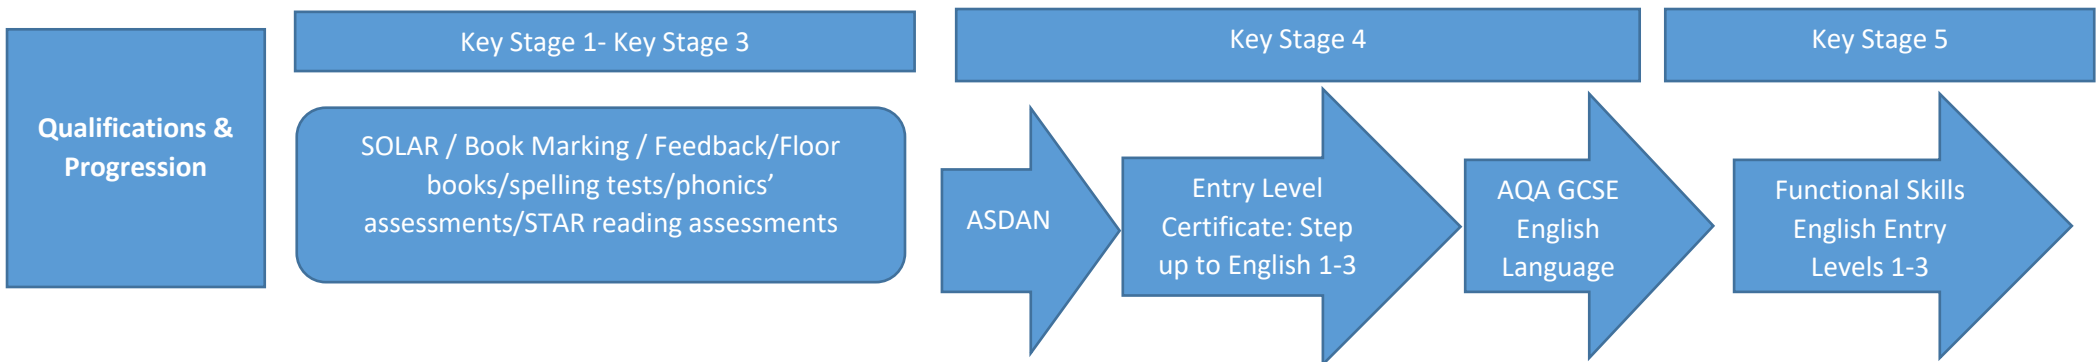 Qualifications &
Progression
Key Stage 1- Key Stage 3
SOLAR / Book Marking / Feedback/Floor
books/spelling tests/phonics’
assessments/STAR reading assessments
Key Stage 4
ASDAN
Entry Level
Certificate: Step
up to English 1-3
AQA GCSE
English
Language
Key Stage 5
Functional Skills
English Entry
Levels 1-3